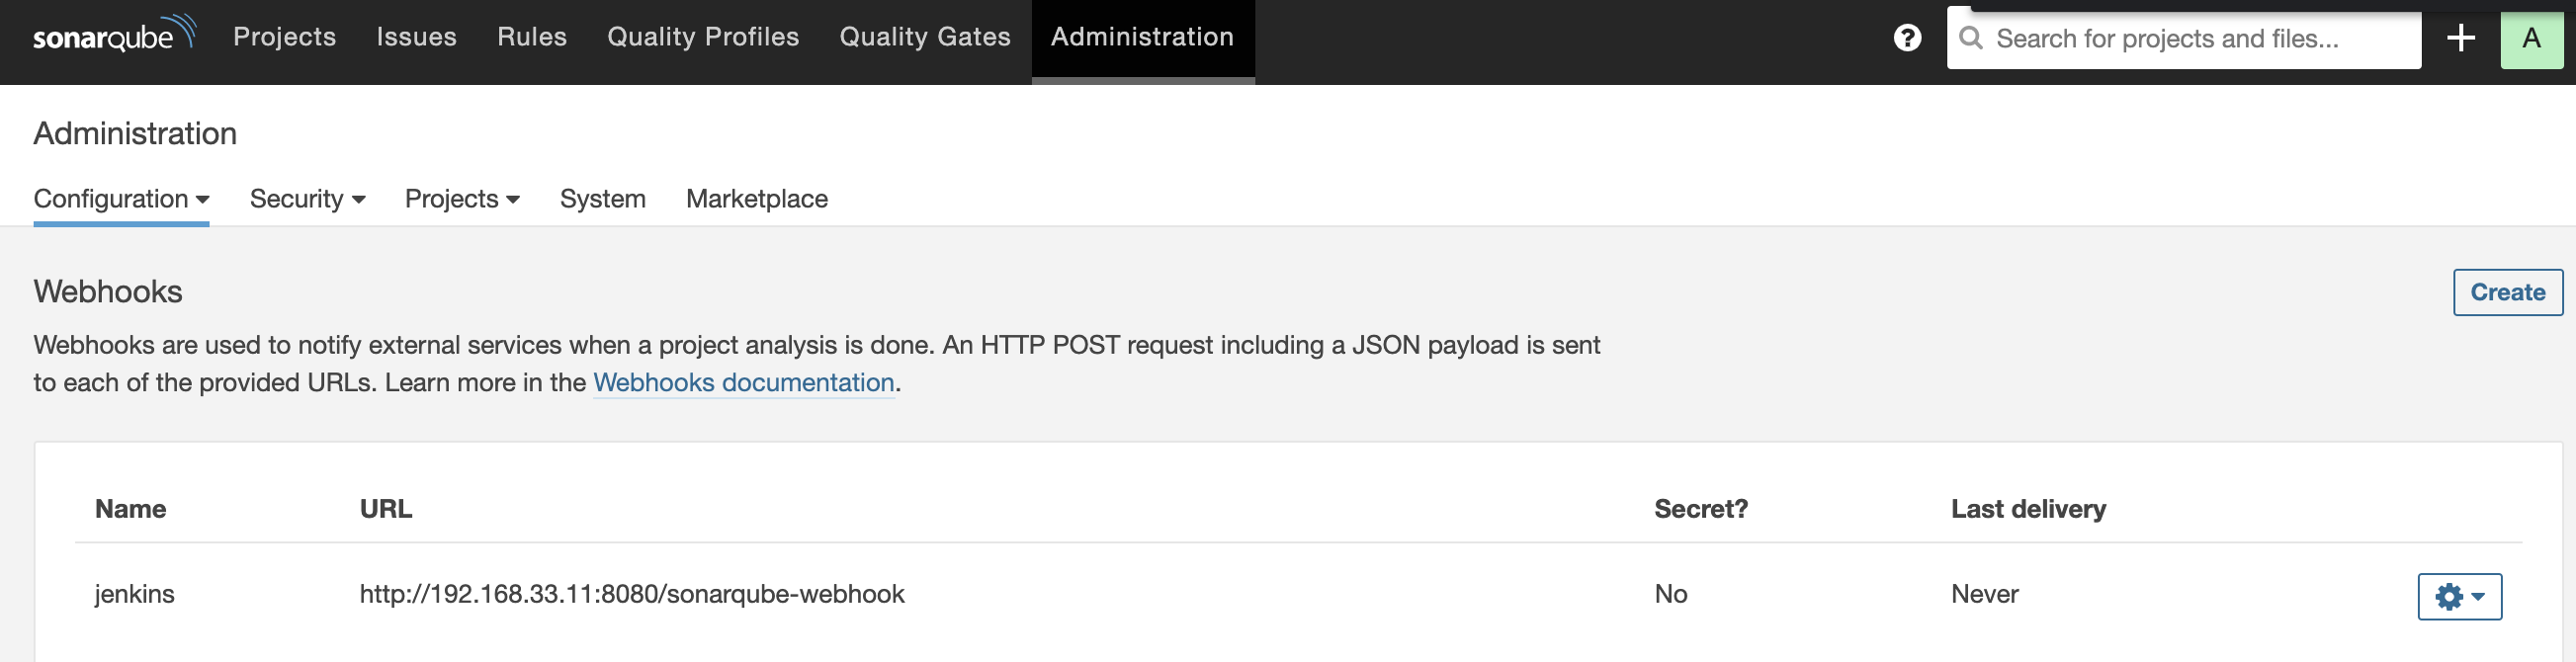 sonarqube Projects Issues Rules Quality Profiles Quality Gates Administration Search for projects and files... A
Administration
Configuration Security Projects System Marketplace
Webhooks
Create
Webhooks are used to notify external services when a project analysis is done. An HTTP POST request including a JSON payload is sent
to each of the provided URLs. Learn more in the Webhooks documentation.
Name URL Secret? Last delivery
jenkins http://192.168.33.11:8080/sonarqube-webhook No Never